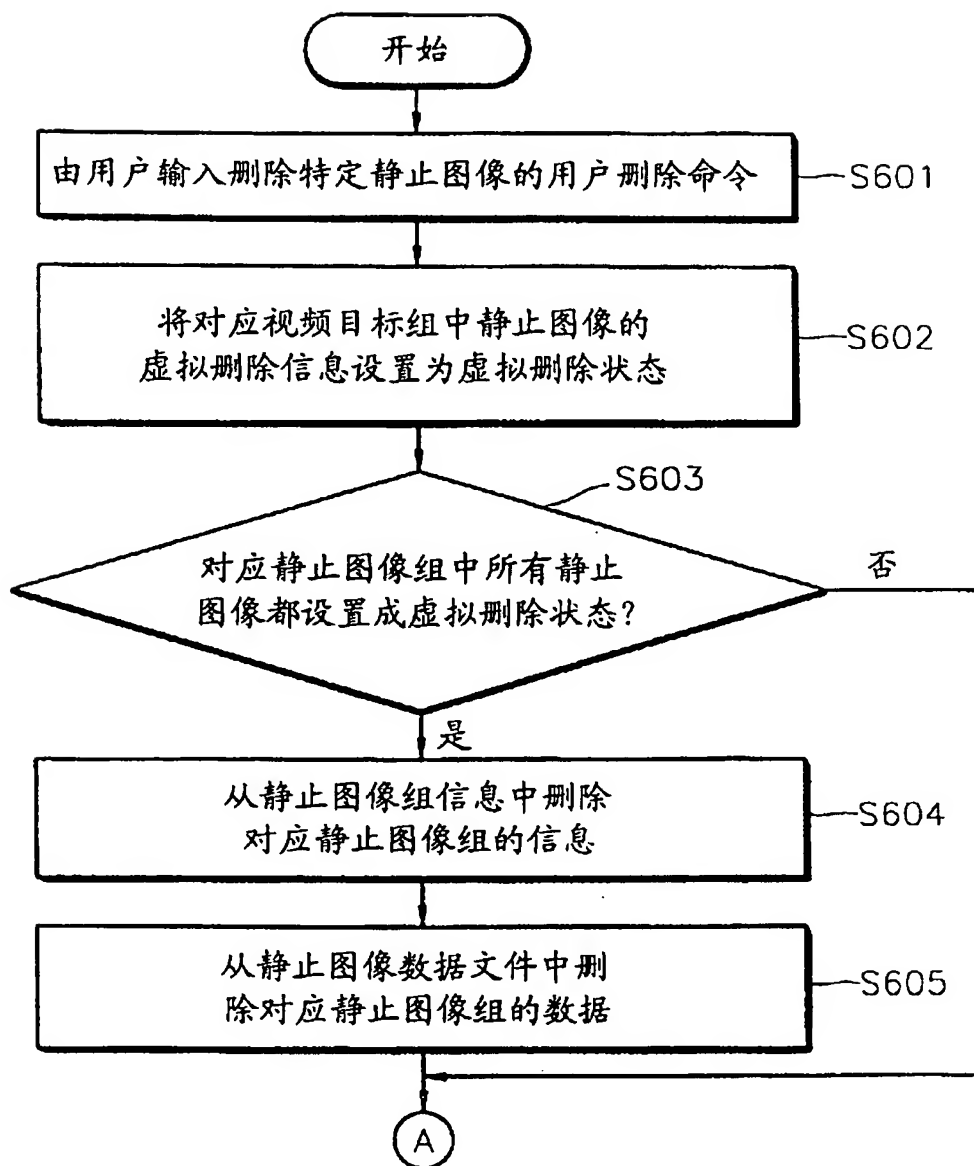 开始
由用户输入删除特定静止图像的用户删除命令
S601
将对应视频目标组中静止图像的
虚拟删除信息设置为虚拟删除状态
S602
S603
对应静止图像组中所有静止
图像都设置成虚拟删除状态?
否
是
从静止图像组信息中删除
对应静止图像组的信息
S604
从静止图像数据文件中删
除对应静止图像组的数据
S605
A